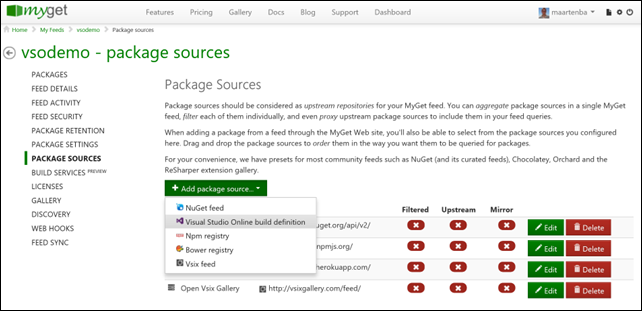 myget
Features Pricing Gallery Docs Blog Support Dashboard
maartenba
Home My Feeds vsodemo Package sources
vsodemo - package sources
PACKAGES
FEED DETAILS
FEED ACTIVITY
FEED SECURITY
PACKAGE RETENTION
PACKAGE SETTINGS
PACKAGE SOURCES
BUILD SERVICES PREVIEW
LICENSES
GALLERY
DISCOVERY
WEB HOOKS
FEED SYNC
Package Sources
Package sources should be considered as upstream repositories for your MyGet feed. You can aggregate package sources in a single MyGet
feed, filter each of them individually, and even proxy upstream package sources to include them in your feed queries.
When adding a package from a feed through the MyGet Web site, you'll also be able to select from the package sources you configured
here. Drag and drop the package sources to order them in the way you want them to be queried for packages.
For your convenience, we have presets for most community feeds such as NuGet (and its curated feeds), Chocolatey, Orchard and the
ReSharper extension gallery.
+ Add package source...
NuGet feed
Visual Studio Online build definition
Npm registry
Bower registry
Vsix feed
Filtered Upstream Mirror
uget.org/api/v2/ Edit Delete
npmjs.org/ Edit Delete
herokuapp.com/ Edit Delete
Open Vsix Gallery http://vsixgallery.com/feed/ Edit Delete